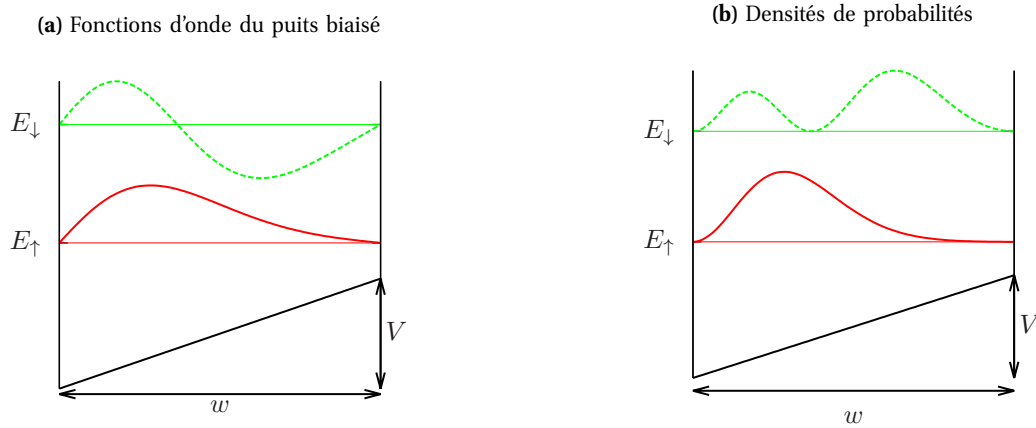 (a) Fonctions d'onde du puits biaisé
E↓
E↑
V
w
(b) Densités de probabilités
E↓
E↑
V
w